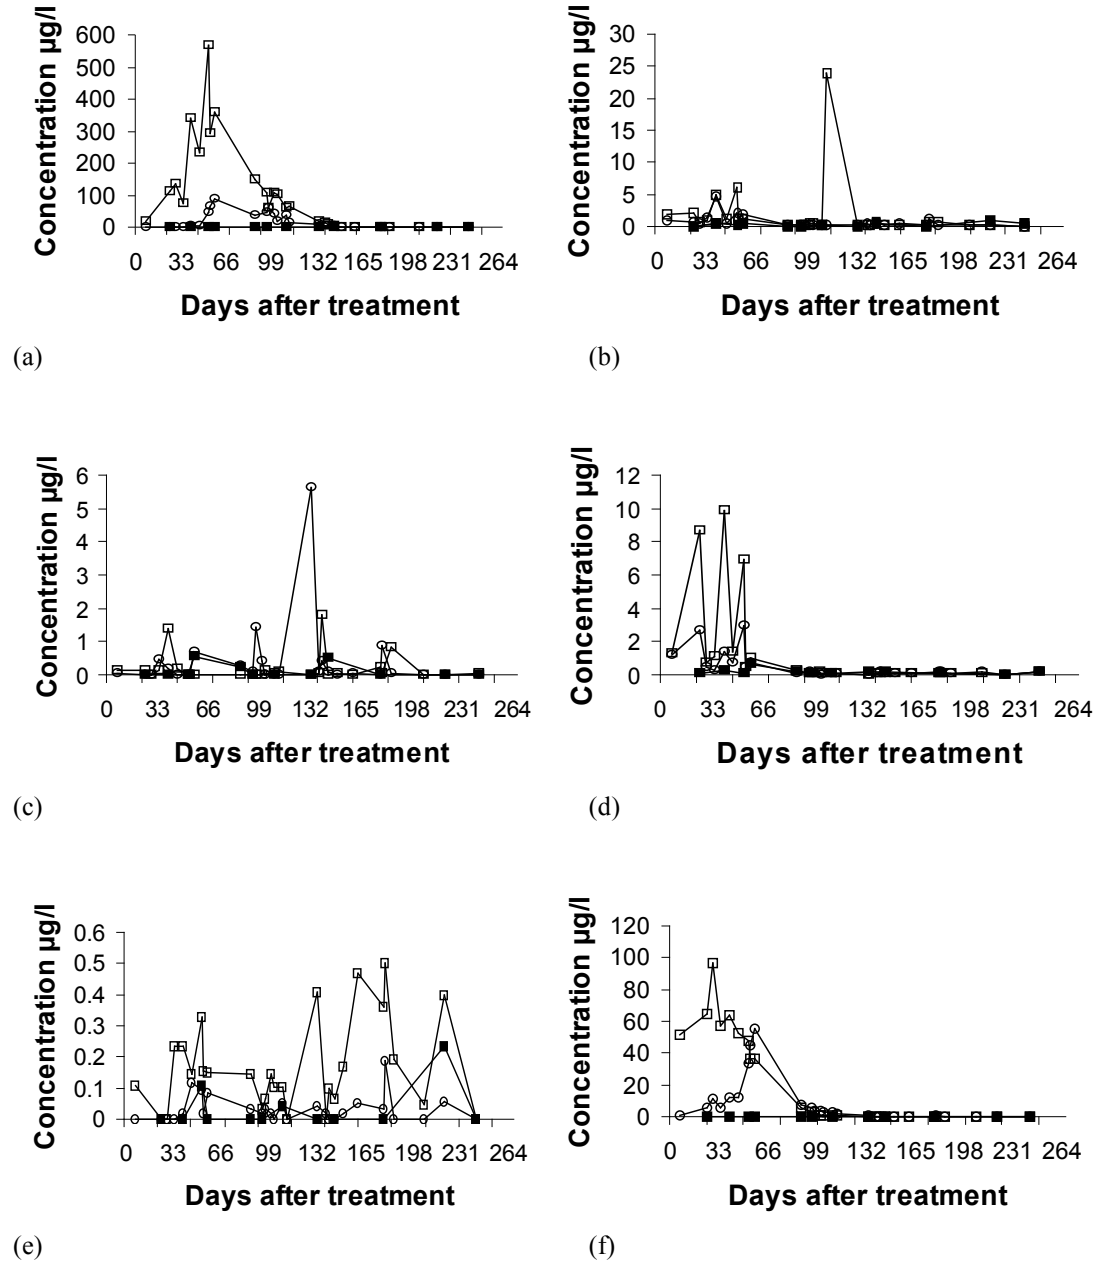 Concentration µg/l
600
500
400
300
200
100
0
0 33 66 99 132 165 198 231 264
Days after treatment
(a)
Concentration µg/l
30
25
20
15
10
5
0
0 33 66 99 132 165 198 231 264
Days after treatment
(b)
Concentration µg/l
6
5
4
3
2
1
0
0 33 66 99 132 165 198 231 264
Days after treatment
(c)
Concentration µg/l
12
10
8
6
4
2
0
0 33 66 99 132 165 198 231 264
Days after treatment
(d)
Concentration µg/l
0.6
0.5
0.4
0.3
0.2
0.1
0
0 33 66 99 132 165 198 231 264
Days after treatment
(e)
Concentration µg/l
120
100
80
60
40
20
0
0 33 66 99 132 165 198 231 264
Days after treatment
(f)